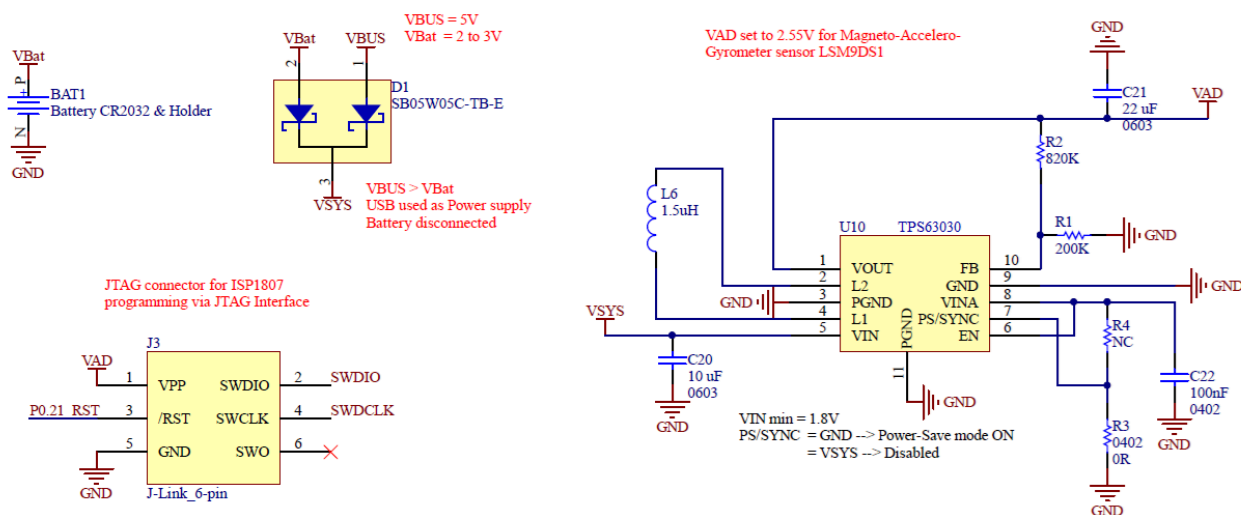 VBat
P
BAT1
Battery CR2032 & Holder
N
GND
VBUS = 5V
VBat = 2 to 3V
VBat
VBUS
2
1
D1
SB05W05C-TB-E
3
VSYS
VBUS > VBat
USB used as Power supply
Battery disconnected
JTAG connector for ISP1807
programming via JTAG Interface
J3
VAD
1
VPP
SWDIO
2
SWDIO
P0.21_RST
3
/RST
SWCLK
4
SWDCLK
5
GND
SWO
6
GND
J-Link_6-pin
VAD set to 2.55V for Magneto-Accelero-
Gyrometer sensor LSM9DS1
GND
C21
22 uF
0603
VAD
R2
820K
R1
200K
GND
L6
1.5uH
U10
TPS63030
1
VOUT
FB
10
2
L2
GND
9
GND
GND
3
PGND
VINA
8
4
L1
PS/SYNC
7
VSYS
5
VIN
EN
6
PGND
11
GND
C20
10 uF
0603
GND
R4
NC
C22
100nF
0402
GND
R3
0402
0R
GND
VIN min = 1.8V
PS/SYNC = GND --> Power-Save mode ON
= VSYS --> Disabled